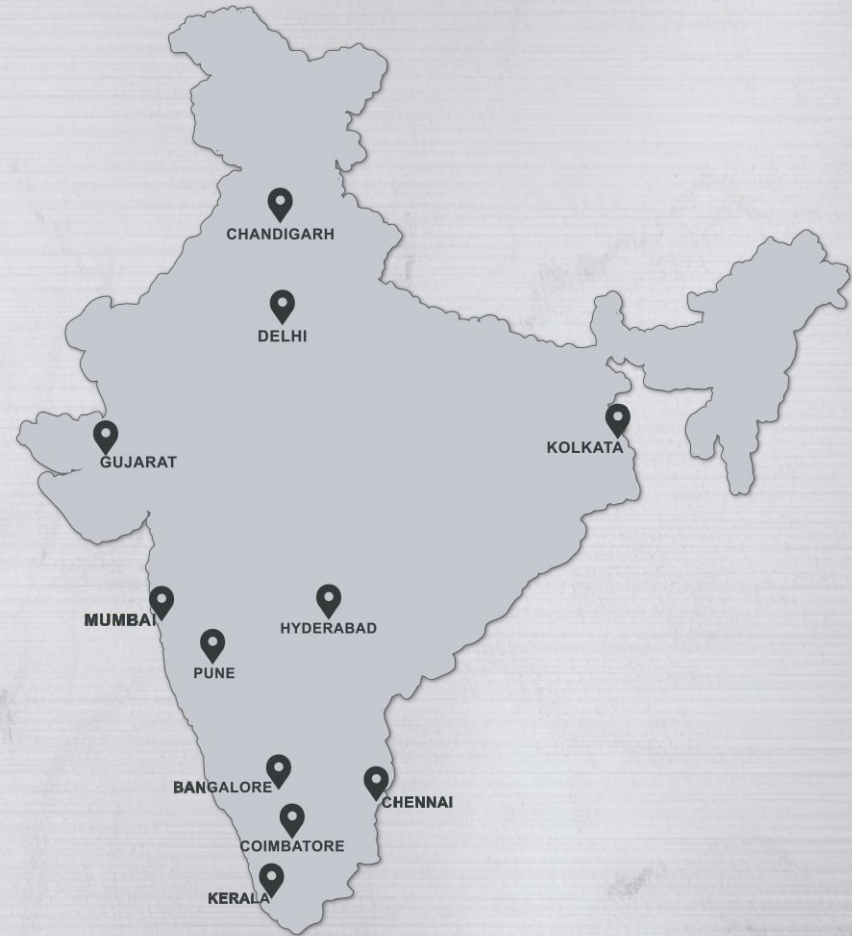 CHANDIGARH
DELHI
KOLKATA
GUJARAT
MUMBAI
HYDERABAD
PUNE
BANGALORE
CHENNAI
COIMBATORE
KERALA